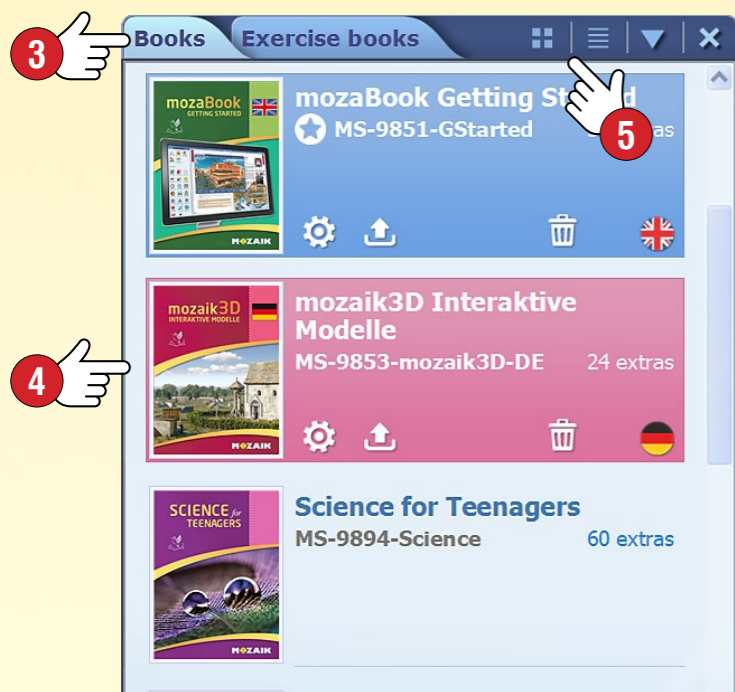 3
Books Exercise books
mozaBook
GETTING STARTED
MOZAIK
mozaBook Getting St d
MS-9851-GStarted as
5
4
mozaik3D
INTERAKTIVE MODELLE
MOZAIK
mozaik3D Interaktive
Modelle
MS-9853-mozaik3D-DE 24 extras
SCIENCE for
TEENAGERS
MOZAIK
Science for Teenagers
MS-9894-Science 60 extras